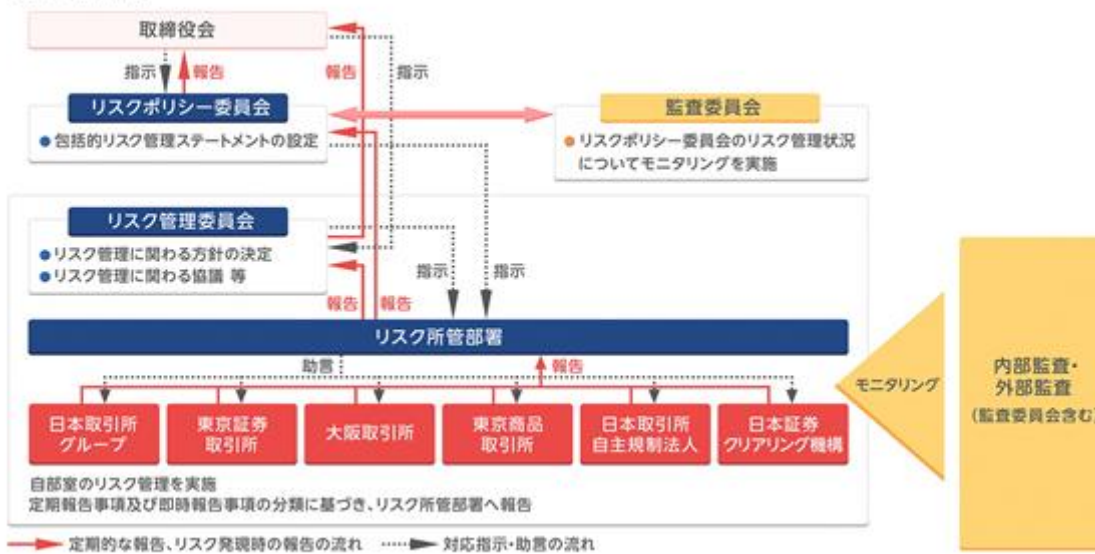 取締役会
指示
報告
報告
指示
リスクポリシー委員会
●包括的リスク管理ステートメントの設定
監査委員会
●リスクポリシー委員会のリスク管理状況
についてモニタリングを実施
リスク管理委員会
●リスク管理に関わる方針の決定
●リスク管理に関わる協議 等
指示
指示
報告
報告
リスク所管部署
助言
報告
日本取引所
グループ
東京証券
取引所
大阪取引所
東京商品
取引所
日本取引所
自主規制法人
日本証券
クリアリング機構
モニタリング
内部監査・
外部監査
(監査委員会含む)
自部室のリスク管理を実施
定期報告事項及び即時報告事項の分類に基づき、リスク所管部署へ報告
定期的な報告、リスク発現時の報告の流れ
対応指示・助言の流れ